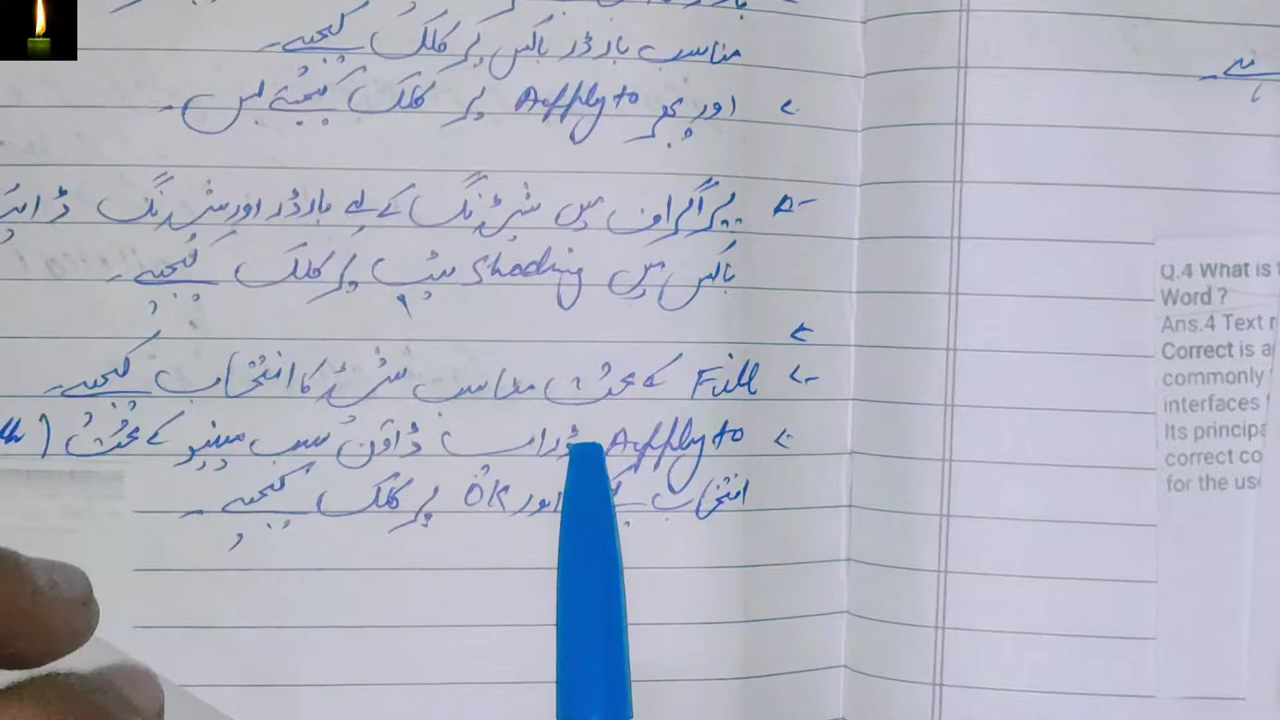 مناسب بارڈر باکس پر کلک کیجیے۔
اور پھر Apply to پر کلک کیجیے بس۔
پیراگراف میں شیڈنگ کے لیے بارڈر اور شیڈنگ ڈائیـ
باکس میں Shading ٹیب پر کلک کیجیے۔
Fill کے تحت مناسب شیڈ کا انتخاب کیجیے۔
Apply to ڈراپ ڈاؤن سب مینیو کے تحت (
انتخاب اور OK پر کلک کیجیے۔
Q.4 What is
Word ?
Ans.4 Text
Correct is a
commonly
interfaces
Its principa
correct co
for the us